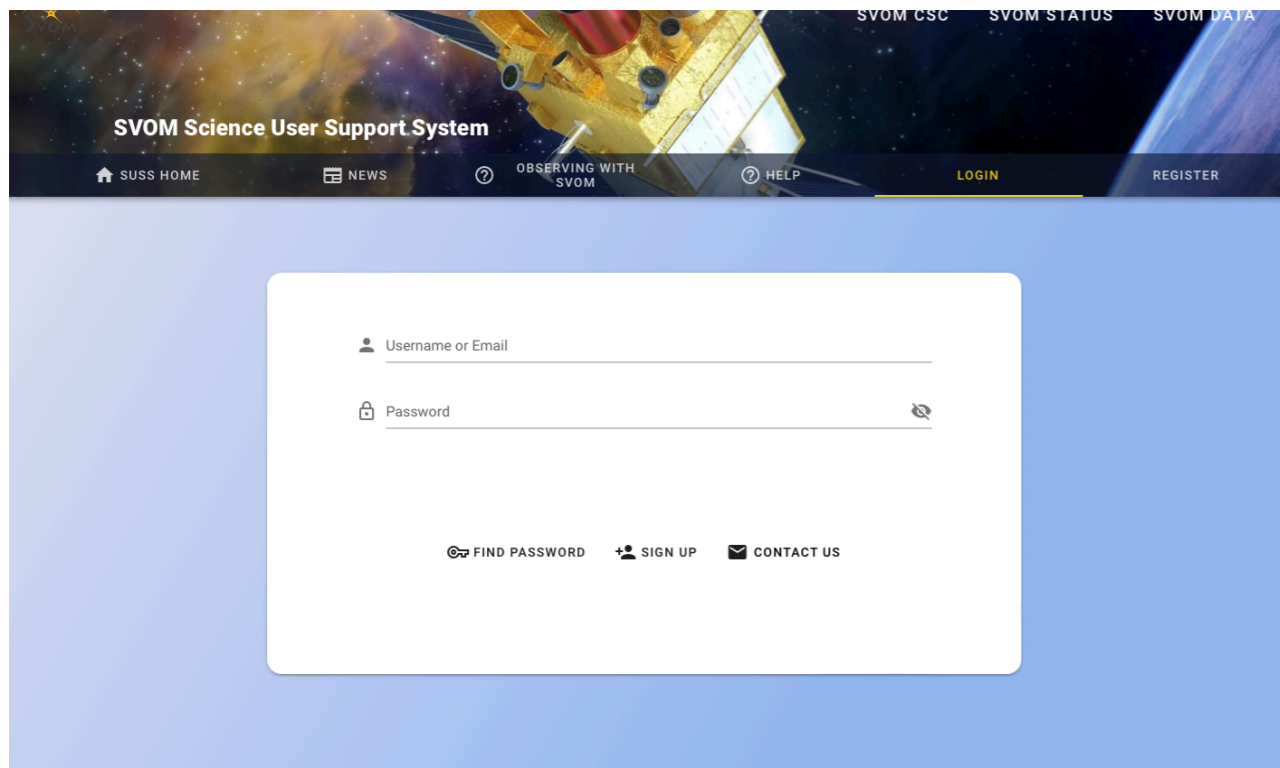 SVOM
SVOM CSC SVOM STATUS SVOM DATA
SVOM Science User Support System
SUSS HOME NEWS OBSERVING WITH
SVOM HELP LOGIN REGISTER
Username or Email
Password
FIND PASSWORD SIGN UP CONTACT US